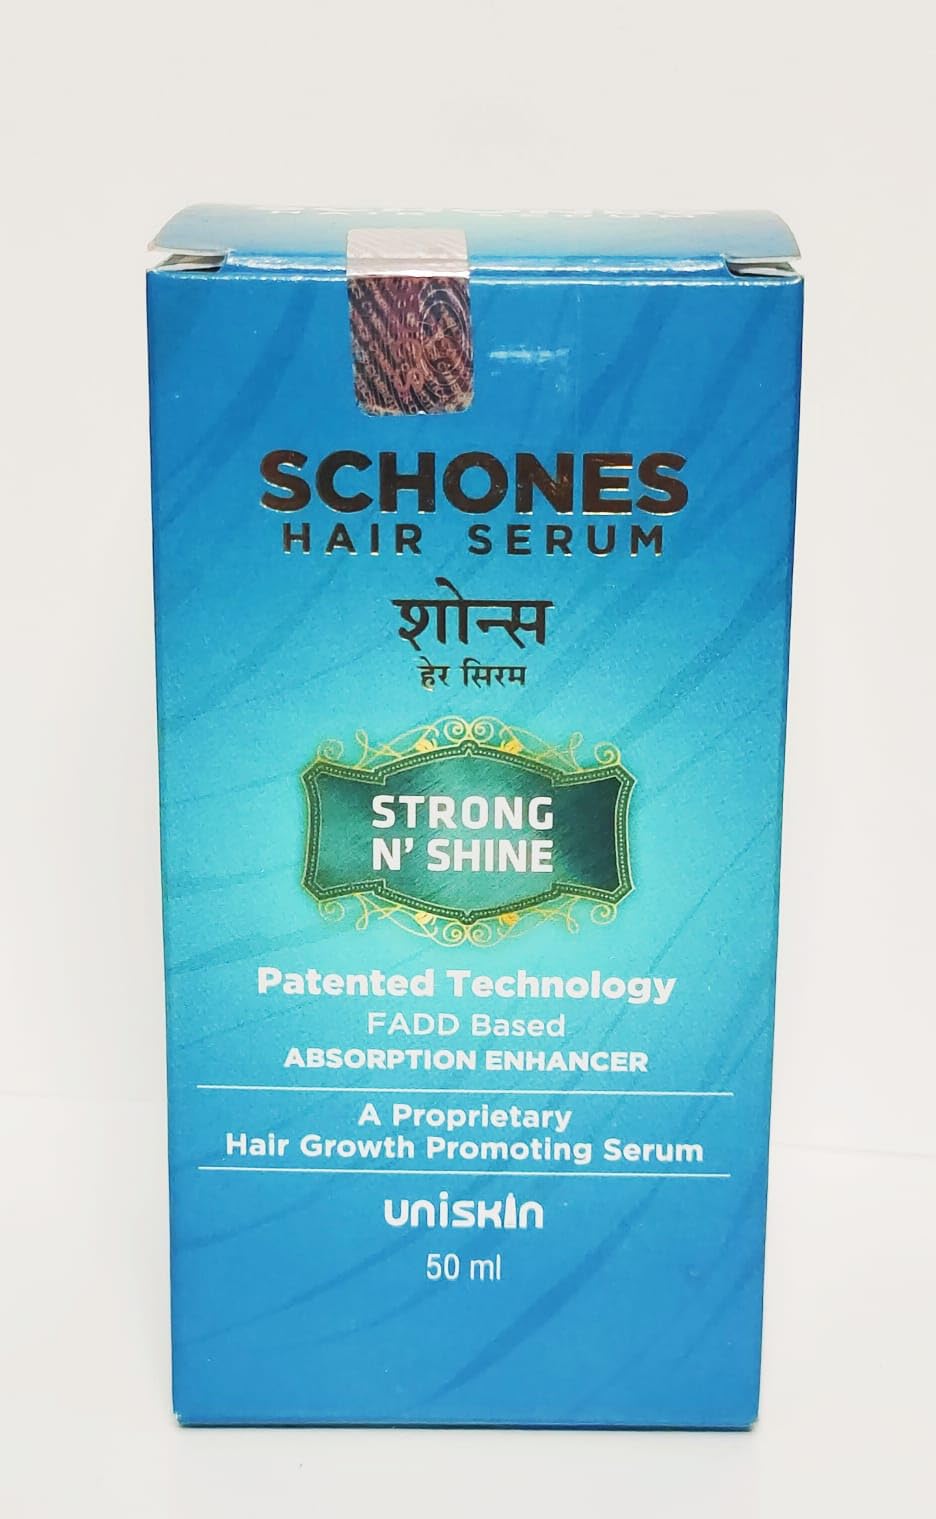 SCHONES
HAIR SERUM
शोन्स
हेर सिरम
STRONG
N' SHINE
Patented Technology
FADD Based
ABSORPTION ENHANCER
A Proprietary
Hair Growth Promoting Serum
uniskin
50 ml